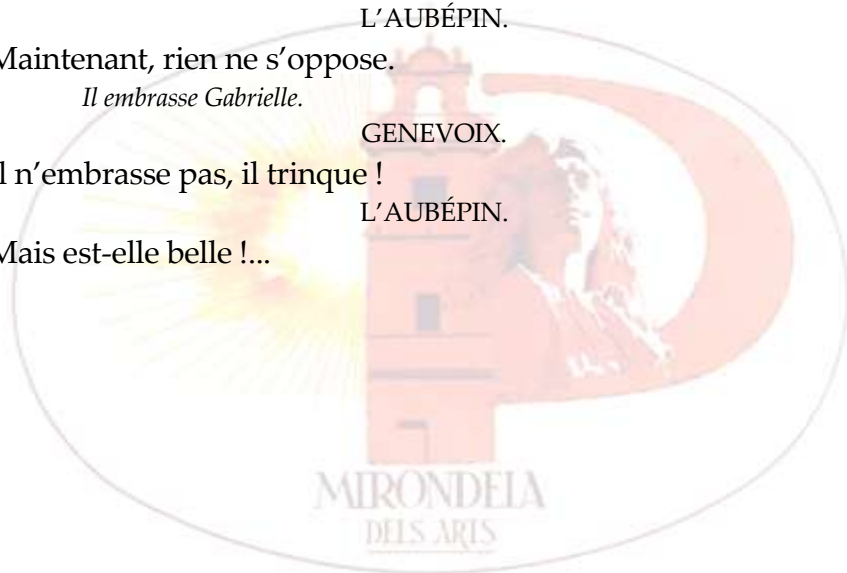 L’AUBÉPIN.
Maintenant, rien ne s’oppose.
Il embrasse Gabrielle.
GENEVOIX.
l n’embrasse pas, il trinque !
L’AUBÉPIN.
Mais est-elle belle !...
MIRONDELA
DELS ARTS